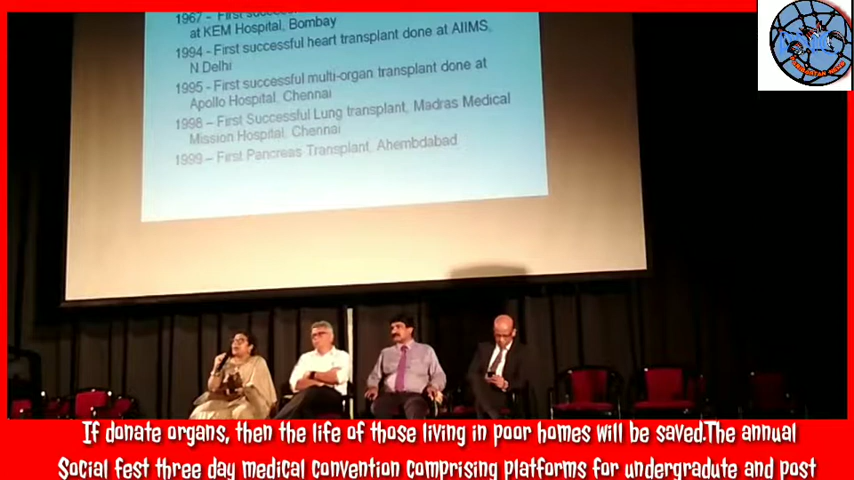 1967 - First
at KEM Hospital, Bombay
1994 - First successful heart transplant done at AIIMS,
N Delhi
1995 - First successful multi-organ transplant done at
Apollo Hospital, Chennai
1998 – First Successful Lung transplant, Madras Medical
Mission Hospital, Chennai
1999 – First Pancreas Transplant, Ahembdabad
If donate organs, then the life of those living in poor homes will be saved.The annual
Social fest three day medical convention comprising platforms for undergradute and post